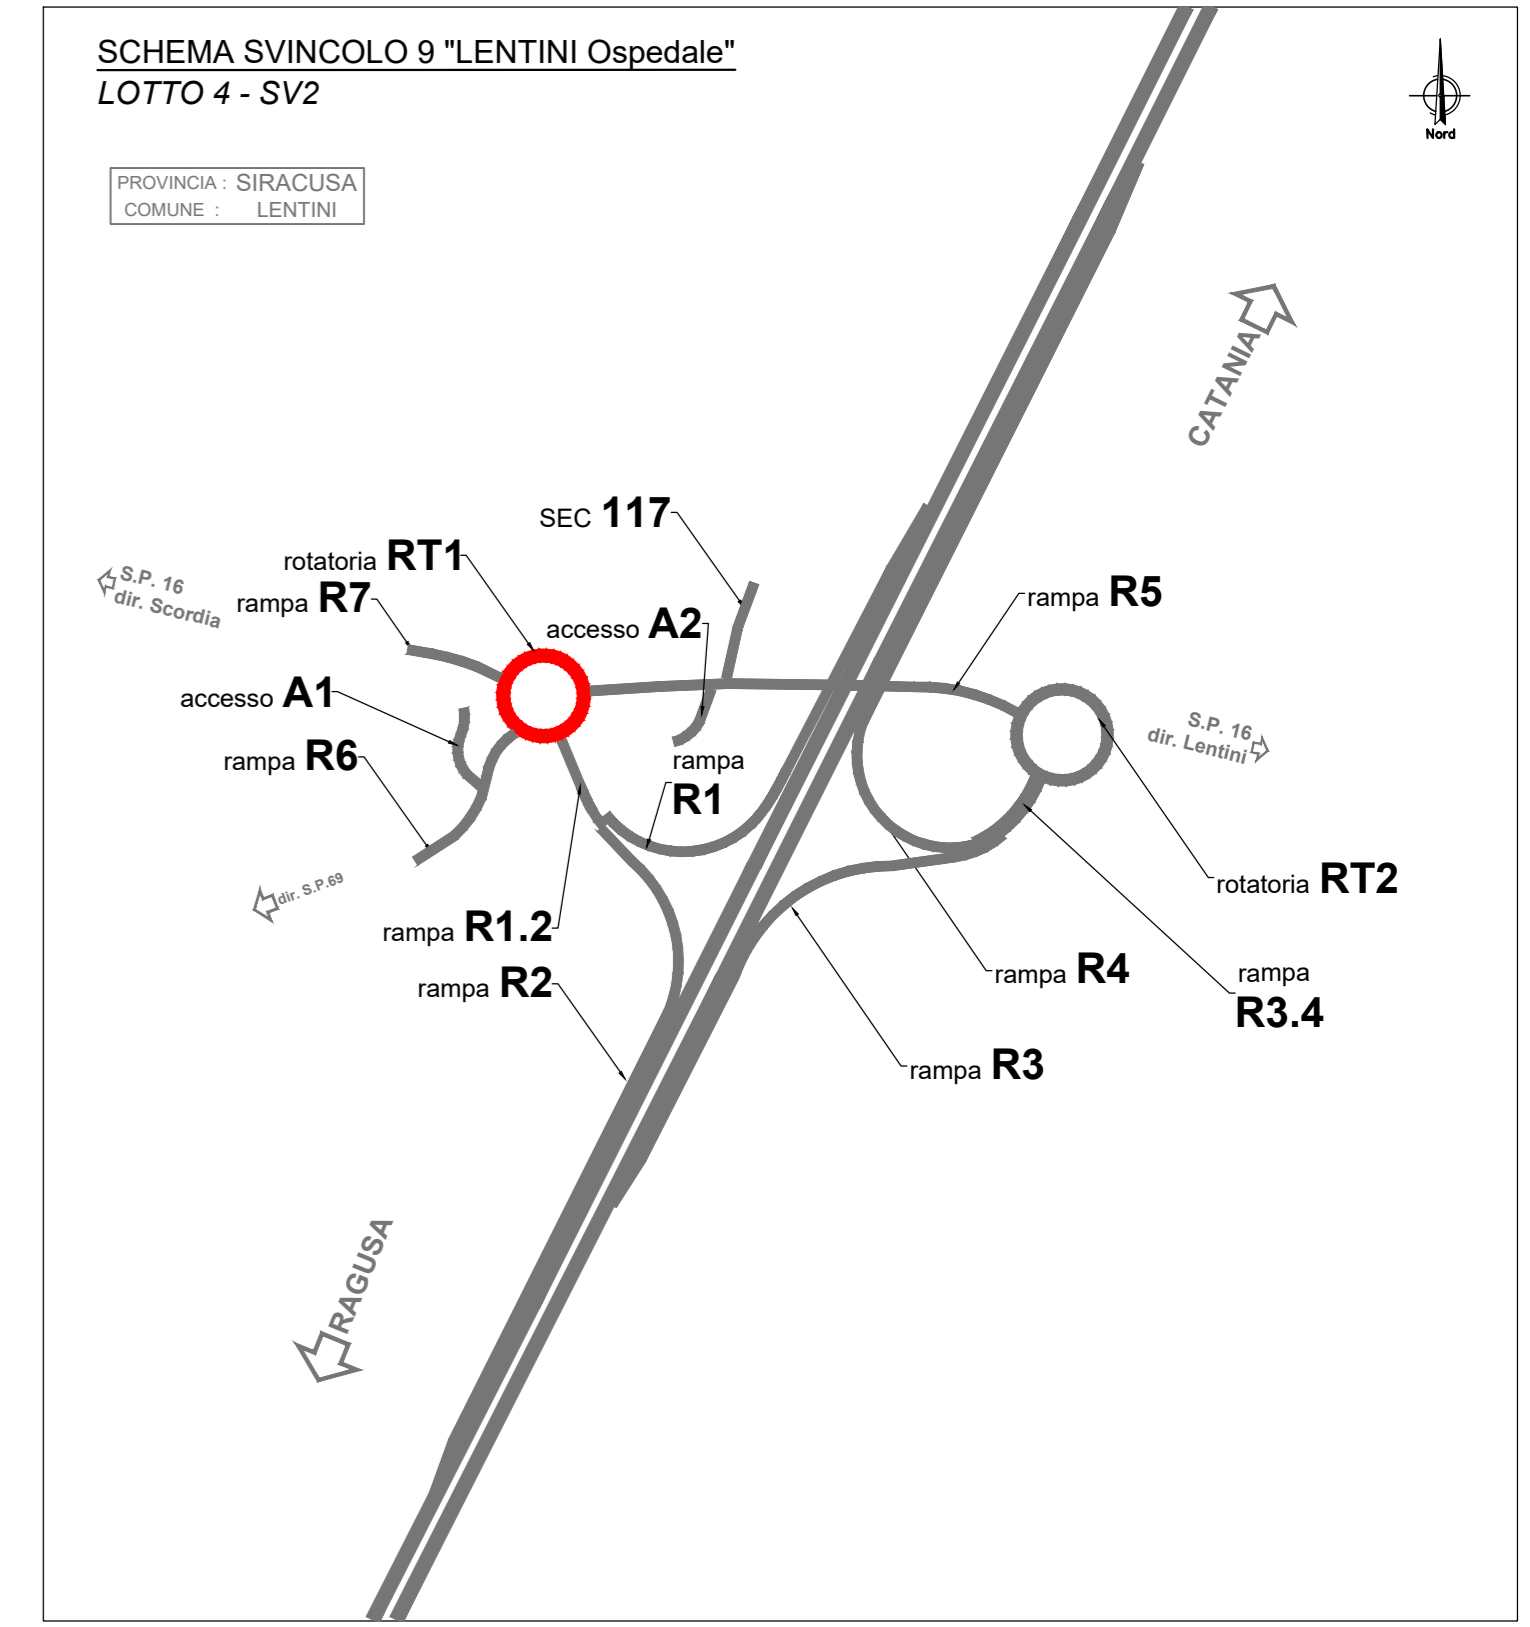 SCHEMA SVINCOLO 9 "LENTINI Ospedale"
LOTTO 4 - SV2
Nord
PROVINCIA : SIRACUSA
COMUNE : LENTINI
CATANIA
SEC 117
rotatoria RT1
S.P. 16
dir. Scordia
rampa R7
accesso A2
rampa R5
accesso A1
rampa R6
rampa
R1
S.P. 16
dir. Lentini
dir. S.P.69
rotatoria RT2
rampa R1.2
rampa R2
rampa R4
rampa
R3.4
rampa R3
RAGUSA